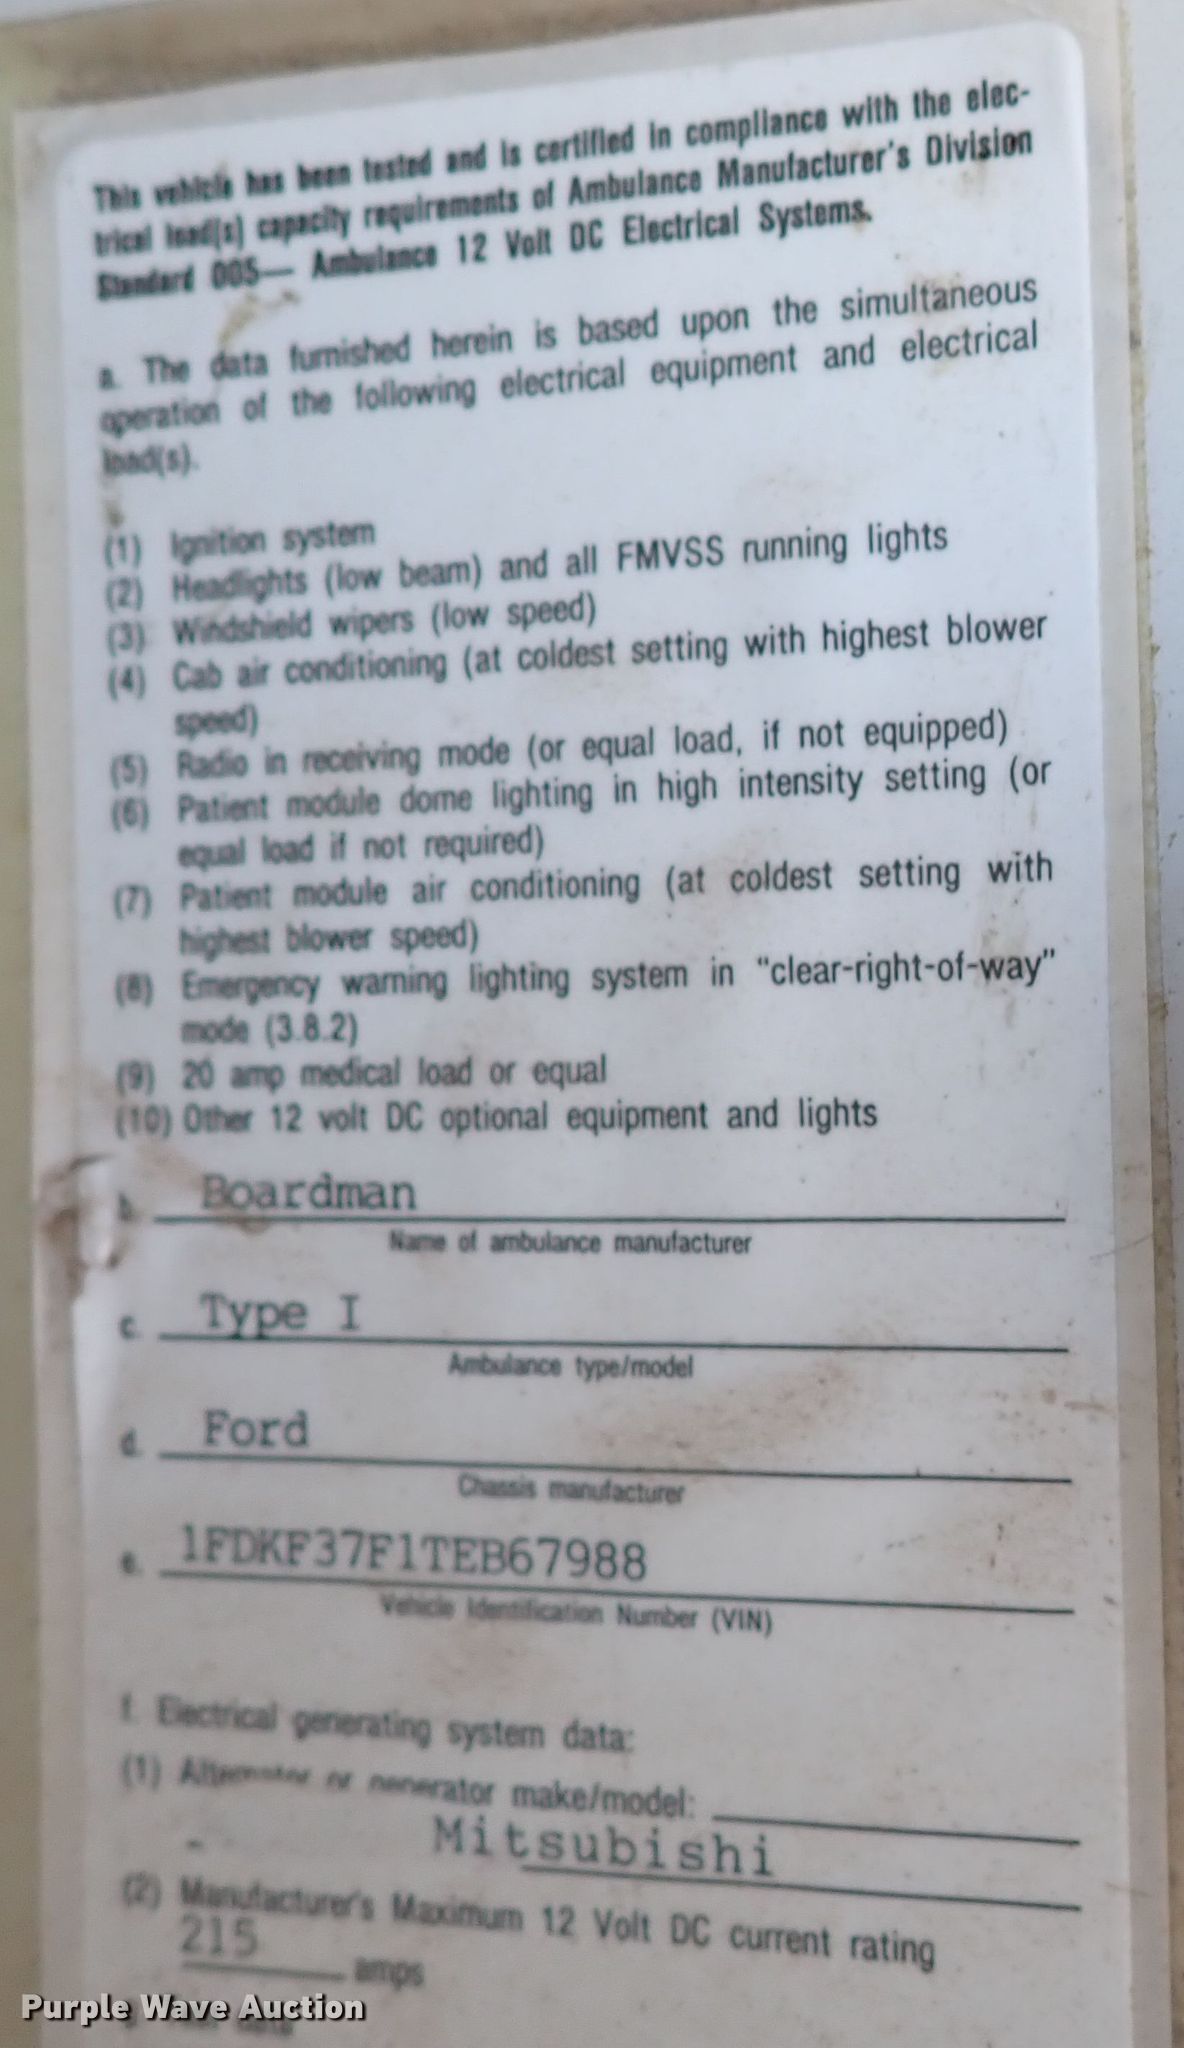 This vehicle has been tested and is certified in compliance with the elec-
trical load(s) capacity requirements of Ambulance Manufacturer's Division
Standard 005— Ambulance 12 Volt DC Electrical Systems.
a. The data furnished herein is based upon the simultaneous
operation of the following electrical equipment and electrical
load(s).
(1) Ignition system
(2) Headlights (low beam) and all FMVSS running lights
(3) Windshield wipers (low speed)
(4) Cab air conditioning (at coldest setting with highest blower
speed)
(5) Radio in receiving mode (or equal load, if not equipped)
(6) Patient module dome lighting in high intensity setting (or
equal load if not required)
(7) Patient module air conditioning (at coldest setting with
highest blower speed)
(8) Emergency warning lighting system in "clear-right-of-way"
mode (3.8.2)
(9) 20 amp medical load or equal
(10) Other 12 volt DC optional equipment and lights
b. Boardman
Name of ambulance manufacturer
c. Type I
Ambulance type/model
d. Ford
Chassis manufacturer
e. 1FDKF37F1TEB67988
Vehicle Identification Number (VIN)
f. Electrical generating system data:
(1) Alternator or generator make/model:
Mitsubishi
(2) Manufacturer's Maximum 12 Volt DC current rating
215 amps
Purple Wave Auction